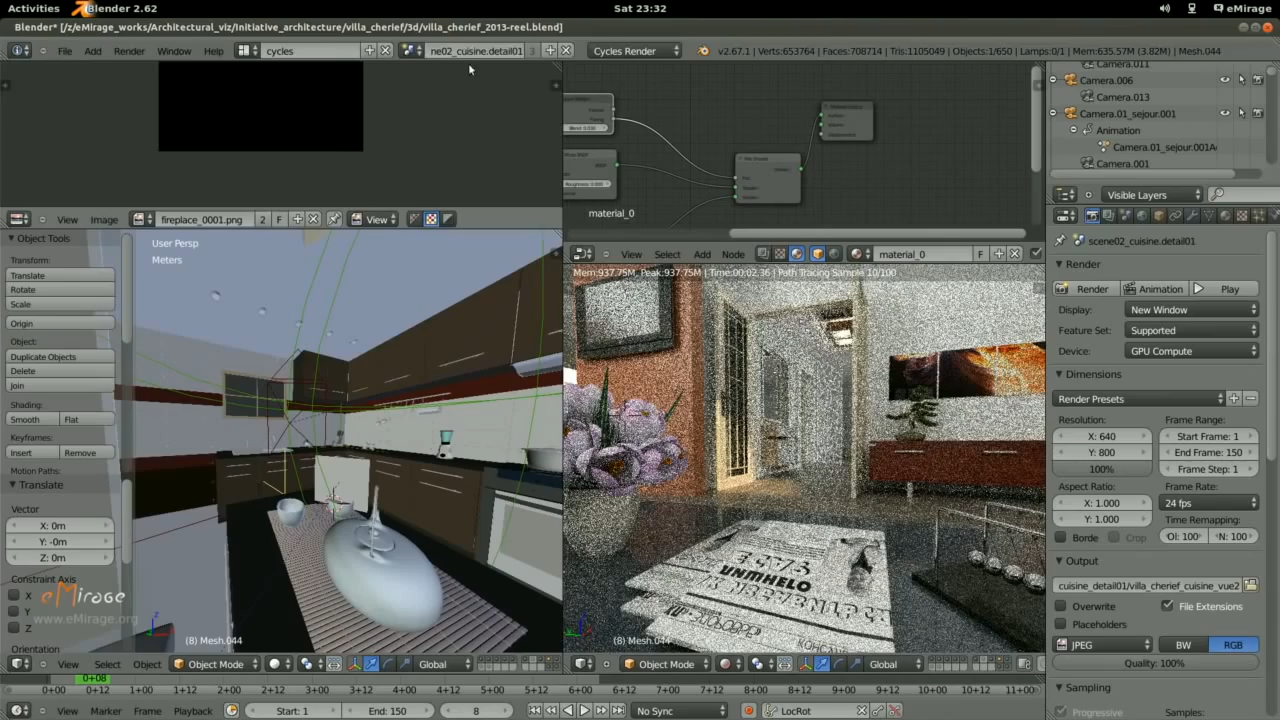 Activities Blender 2.62 Sat 23:32 eMirage
Blender* [/z/eMirage_works/Architectural_viz/Initiative_architecture/villa_cherief/3d/villa_cherief_2013-reel.blend]
File Add Render Window Help cycles ne02_cuisine.detail01 3 Cycles Render v2.67.1 | Verts:653764 | Faces:708714 | Tris:1105049 | Objects:1/650 | Lamps:0/1 | Mem:635.57M (3.82M) | Mesh.044
Camera.011
Camera.006
Camera.013
Camera.01_sejour.001
Animation
Camera.01_sejour.001A
Camera.001
material_0
View Image fireplace_0001.png 2 F View
Visible Layers
View Select Add Node material_0 F
Object Tools
Transform:
Translate
Rotate
Scale
Origin
Object:
Duplicate Objects
Delete
Join
Shading:
Smooth Flat
Keyframes:
Insert Remove
Motion Paths:
Translate
Vector
X: 0m
Y: -0m
Z: 0m
Constraint Axis
X
Y
Z
Orientation
User Persp
Meters
eMirage
www.eMirage.org
(8) Mesh.044
Mem:937.75M, Peak:937.75M | Time:00:02.36 | Path Tracing Sample 10/100
(8) Mesh.044
scene02_cuisine.detail01
Render
Render Animation Play
Display: New Window
Feature Set: Supported
Device: GPU Compute
Dimensions
Render Presets
Resolution: Frame Range:
X: 640 Start Frame: 1
Y: 800 End Frame: 150
100% Frame Step: 1
Aspect Ratio: Frame Rate:
X: 1.000 24 fps
Y: 1.000 Time Remapping:
Borde Crop OI: 100 N: 100
Output
cuisine_detail01/villa_cherief_cuisine_vue2
Overwrite File Extensions
Placeholders
JPEG BW RGB
Quality: 100%
Sampling
Progressive Samples:
View Select Object Object Mode Global
Object Mode Global
0+08
0+00 0+12 1+00 1+12 2+00 2+12 3+00 3+12 4+00 4+12 5+00 5+12 6+00 6+12 7+00 7+12 8+00 8+12 9+00 9+12 10+00 10+12 11+00
View Marker Frame Playback Start: 1 End: 150 8 No Sync LocRot